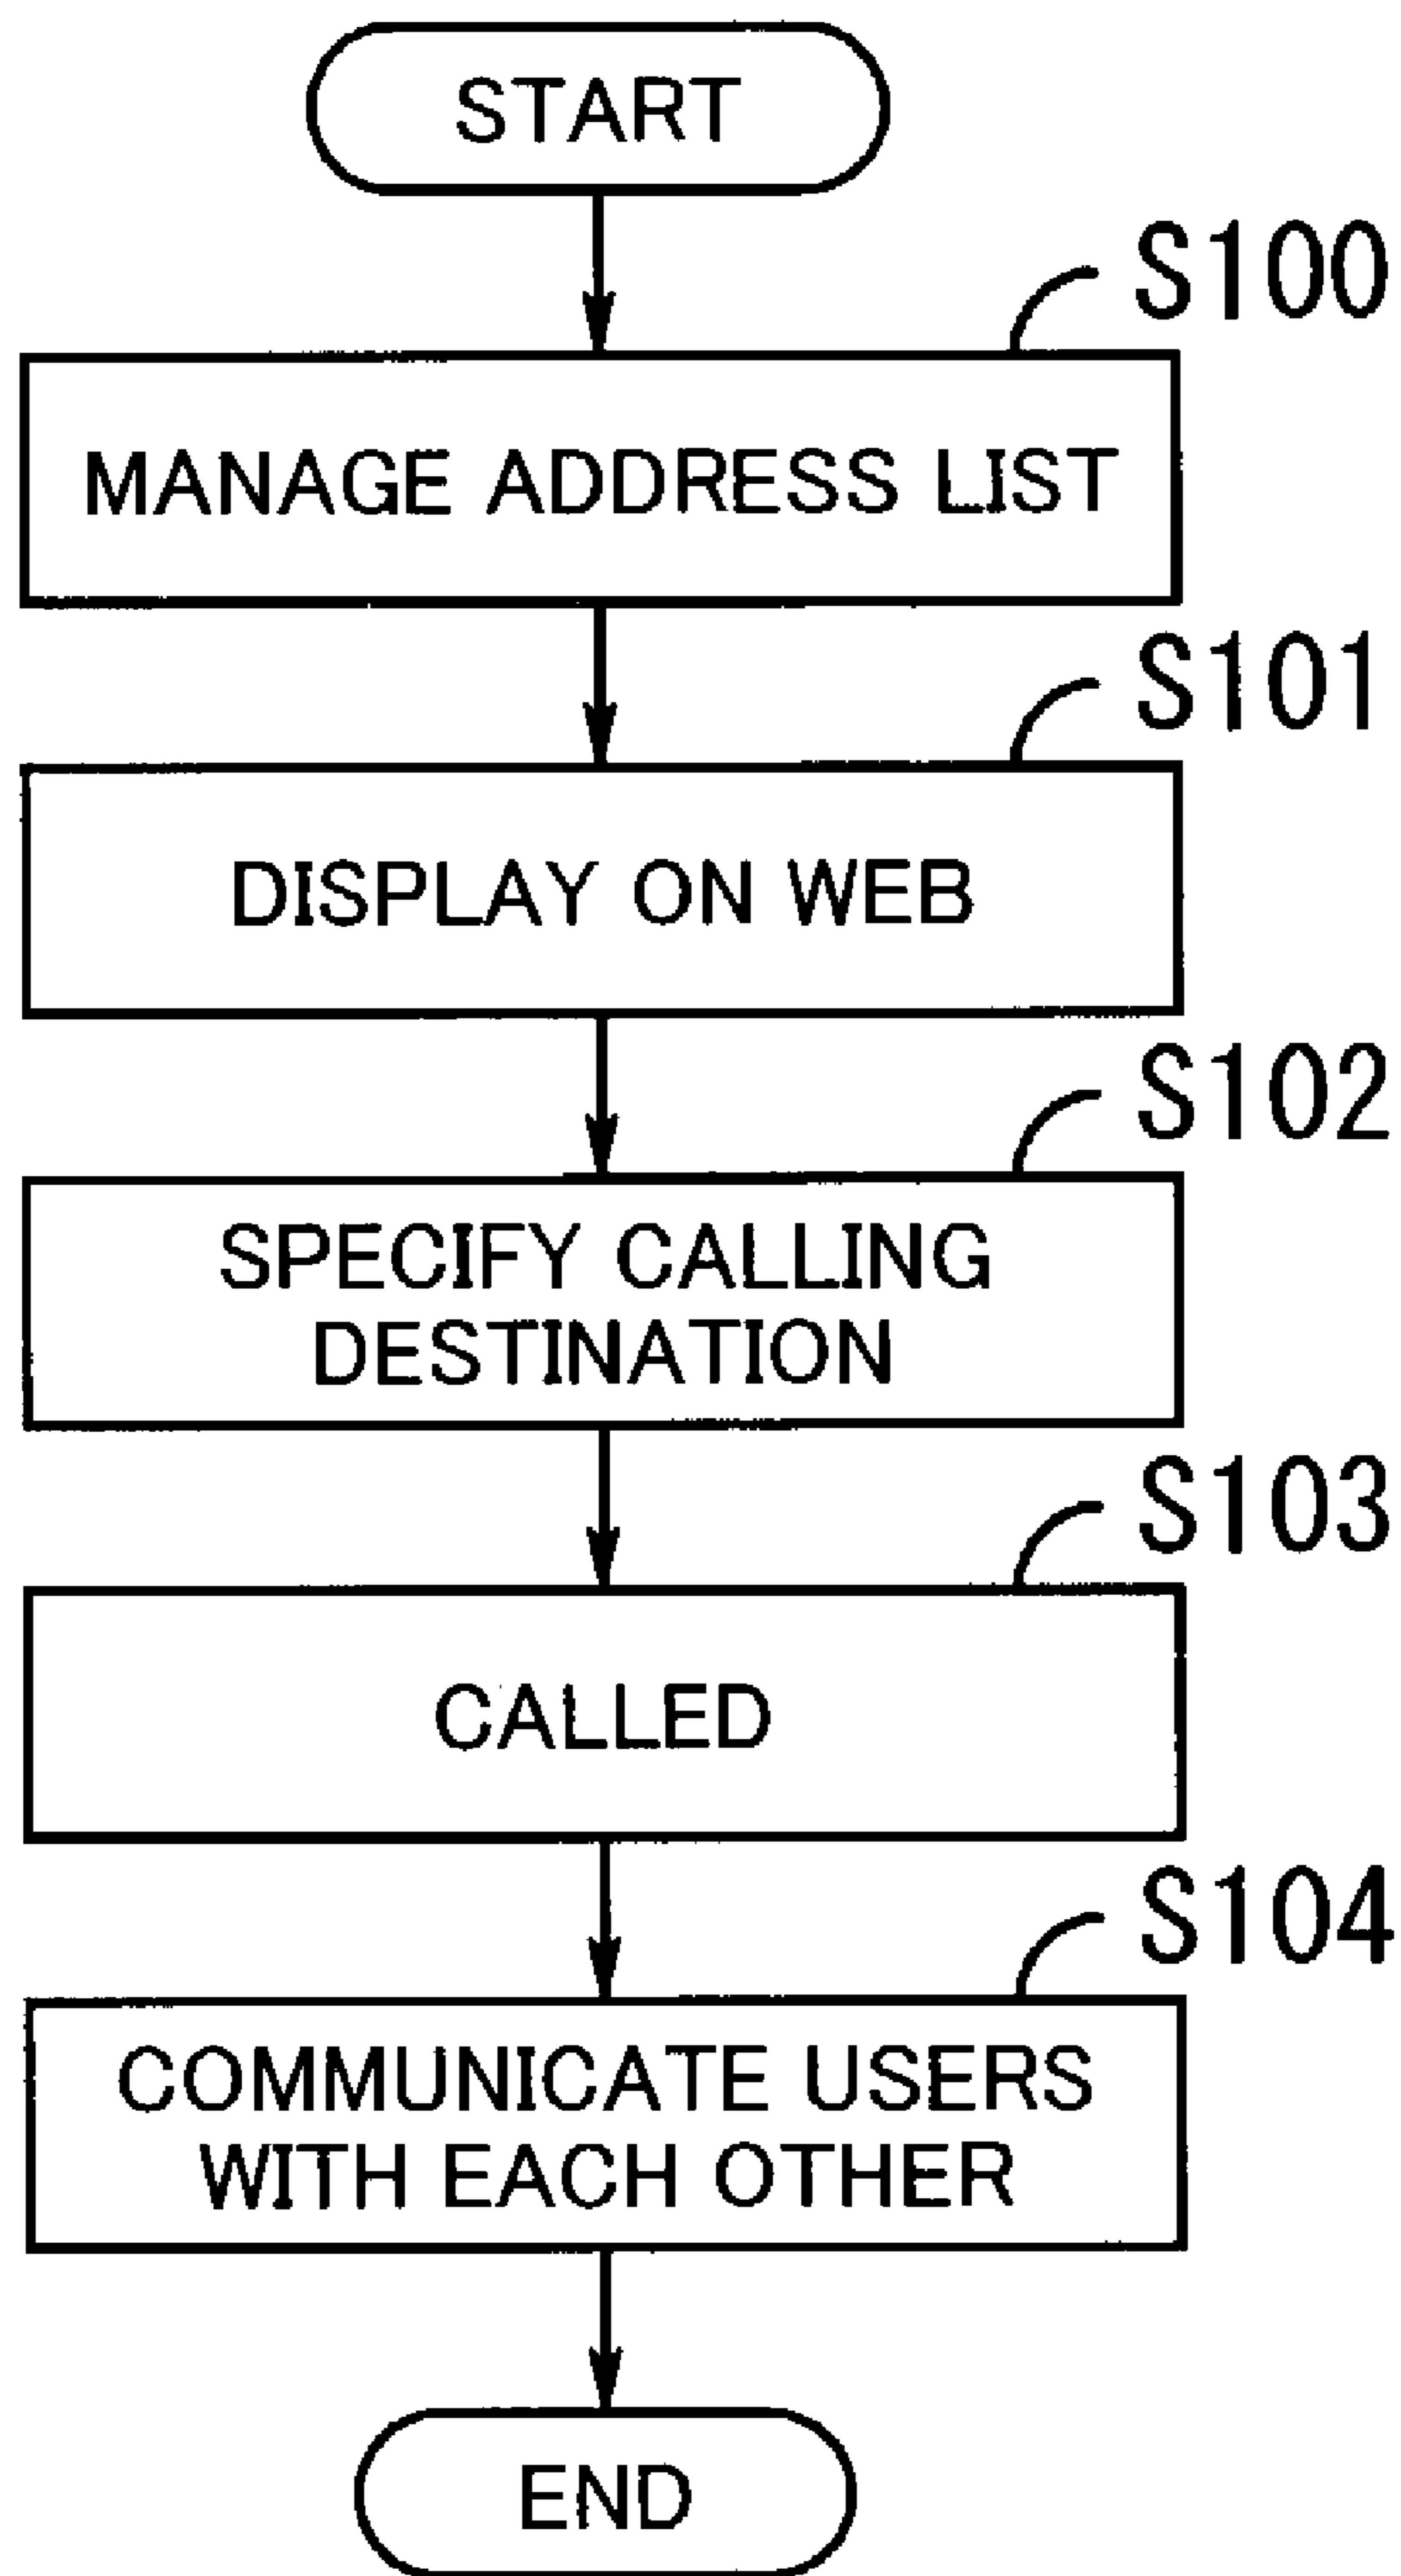 START
S100
MANAGE ADDRESS LIST
S101
DISPLAY ON WEB
S102
SPECIFY CALLING
DESTINATION
S103
CALLED
S104
COMMUNICATE USERS
WITH EACH OTHER
END